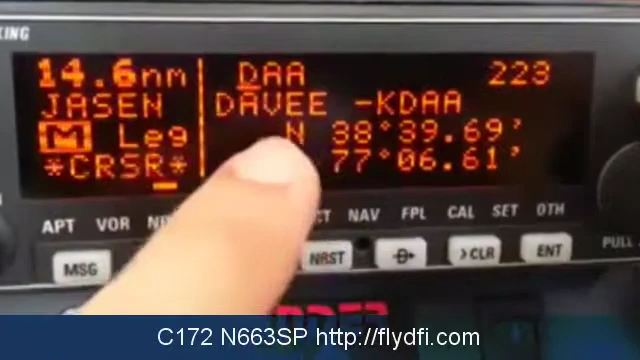 KING
14.6nm DAA 223
JASEN DAVEE -KDAA
M Leg N 38°39.69'
*CRSR* 77°06.61'
APT VOR CT NAV FPL CAL SET OTH
PULL
MSG NRST D >CLR ENT
C172 N663SP http://flydfi.com